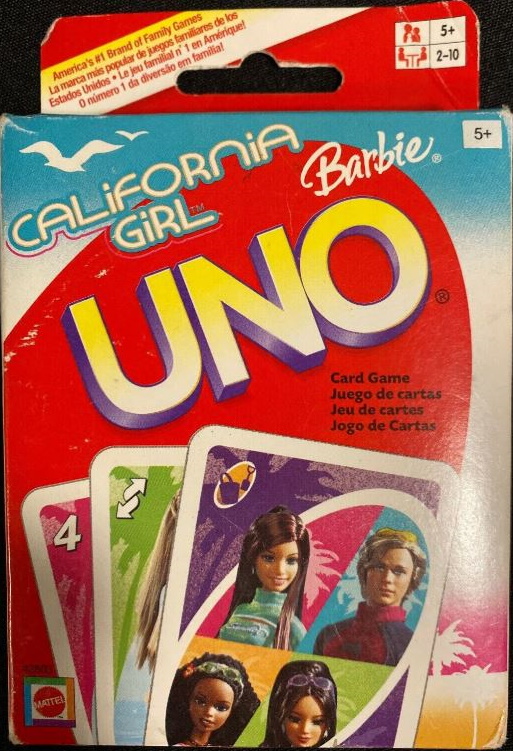 America's #1 Brand of Family Games
La marca más popular de juegos familiares de los
Estados Unidos • Le jeu familial n° 1 en Amérique!
O número 1 da diversão em família!
5+
2-10
5+
CALiFORNiA
GiRL™
Barbie®
UNO®
Card Game
Juego de cartas
Jeu de cartes
Jogo de Cartas
4
MATTEL